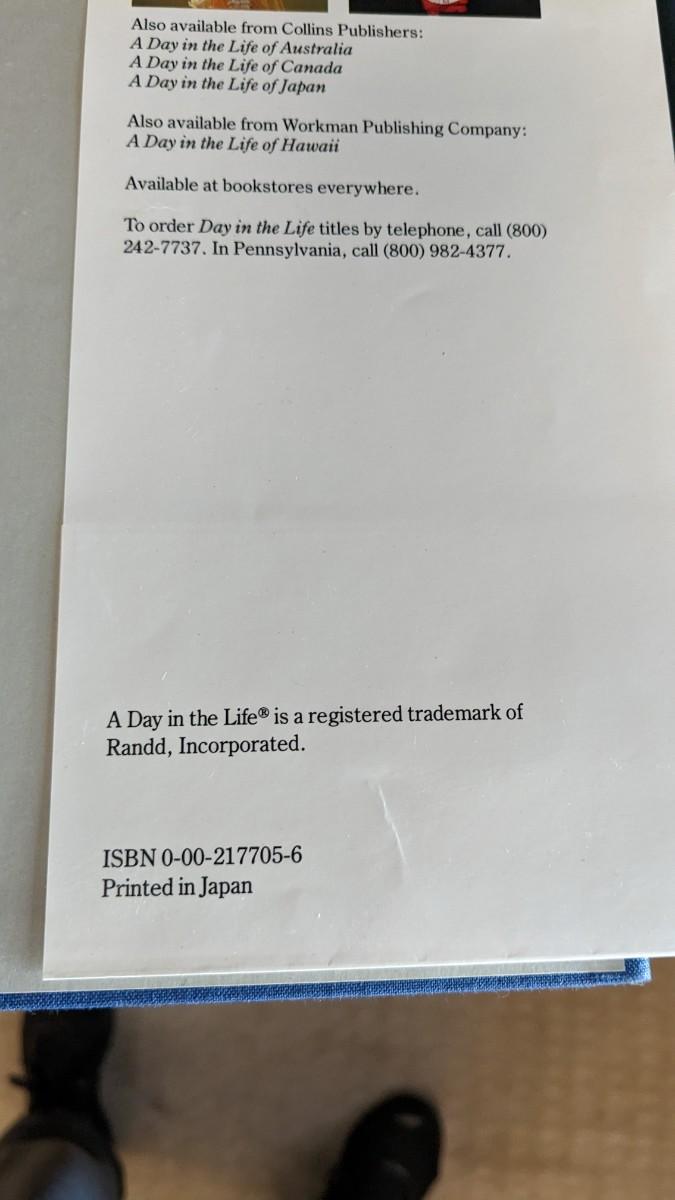 Also available from Collins Publishers:
A Day in the Life of Australia
A Day in the Life of Canada
A Day in the Life of Japan
Also available from Workman Publishing Company:
A Day in the Life of Hawaii
Available at bookstores everywhere.
To order Day in the Life titles by telephone, call (800)
242-7737. In Pennsylvania, call (800) 982-4377.
A Day in the Life® is a registered trademark of
Randd, Incorporated.
ISBN 0-00-217705-6
Printed in Japan